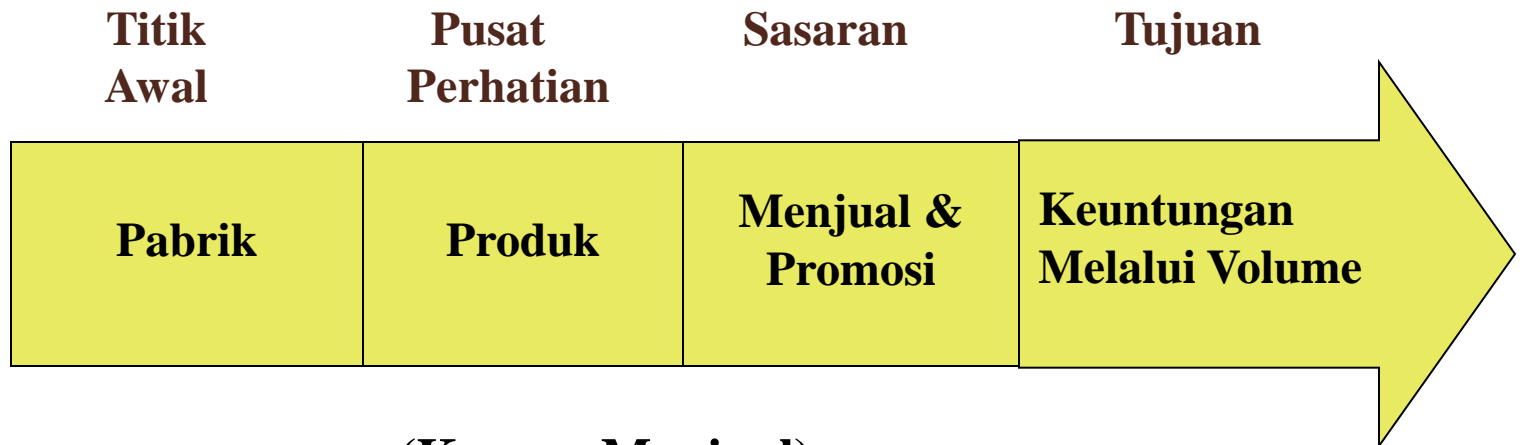 Titik Pusat Sasaran Tujuan
Awal Perhatian
Pabrik Produk Menjual & Promosi Keuntungan Melalui Volume